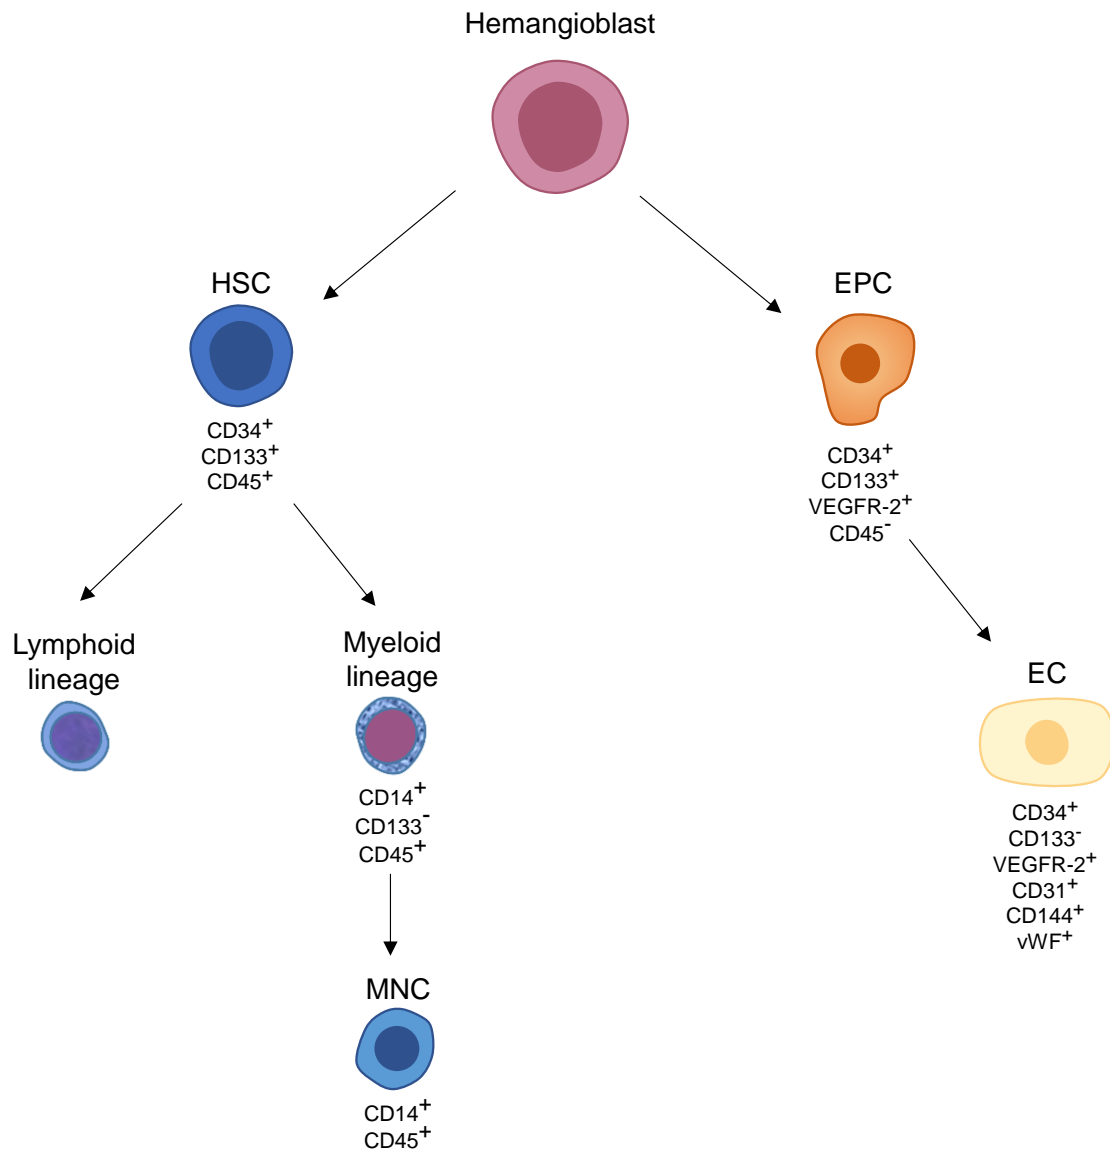 Hemangioblast
HSC
CD34⁺
CD133⁺
CD45⁺
EPC
CD34⁺
CD133⁺
VEGFR-2⁺
CD45⁻
Lymphoid
lineage
Myeloid
lineage
CD14⁺
CD133⁻
CD45⁺
EC
CD34⁺
CD133⁻
VEGFR-2⁺
CD31⁺
CD144⁺
vWF⁺
MNC
CD14⁺
CD45⁺